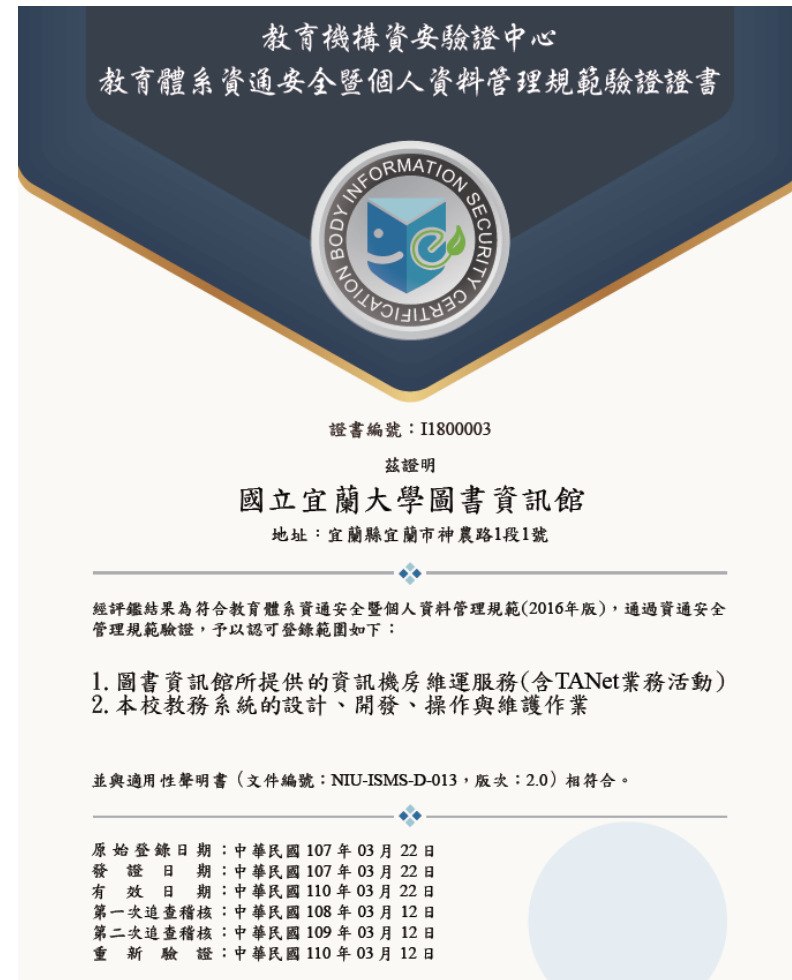 教育機構資安驗證中心
教育體系資通安全暨個人資料管理規範驗證證書
INFORMATION SECURITY CERTIFICATION BODY
證書編號：I1800003
茲證明
國立宜蘭大學圖書資訊館
地址：宜蘭縣宜蘭市神農路1段1號
經評鑑結果為符合教育體系資通安全暨個人資料管理規範(2016年版)，通過資通安全
管理規範驗證，予以認可登錄範圍如下：
1. 圖書資訊館所提供的資訊機房維運服務(含TANet業務活動)
2. 本校教務系統的設計、開發、操作與維護作業
並與適用性聲明書（文件編號：NIU-ISMS-D-013，版次：2.0）相符合。
原始登錄日期：中華民國 107 年 03 月 22 日
發證日期：中華民國 107 年 03 月 22 日
有效日期：中華民國 110 年 03 月 22 日
第一次追查稽核：中華民國 108 年 03 月 12 日
第二次追查稽核：中華民國 109 年 03 月 12 日
重新驗證：中華民國 110 年 03 月 12 日